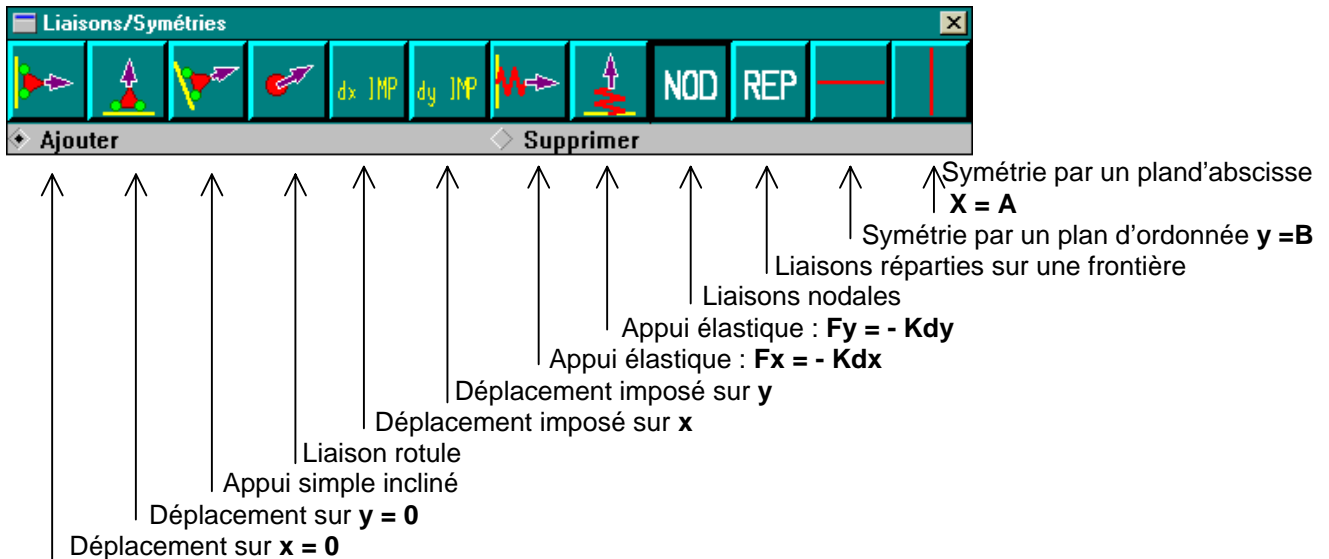 Liaisons/Symétries
dx IMP dy IMP NOD REP
Ajouter Supprimer
Symétrie par un pland'abscisse
X = A
Symétrie par un plan d'ordonnée y =B
Liaisons réparties sur une frontière
Liaisons nodales
Appui élastique : Fy = - Kdy
Appui élastique : Fx = - Kdx
Déplacement imposé sur y
Déplacement imposé sur x
Liaison rotule
Appui simple incliné
Déplacement sur y = 0
Déplacement sur x = 0